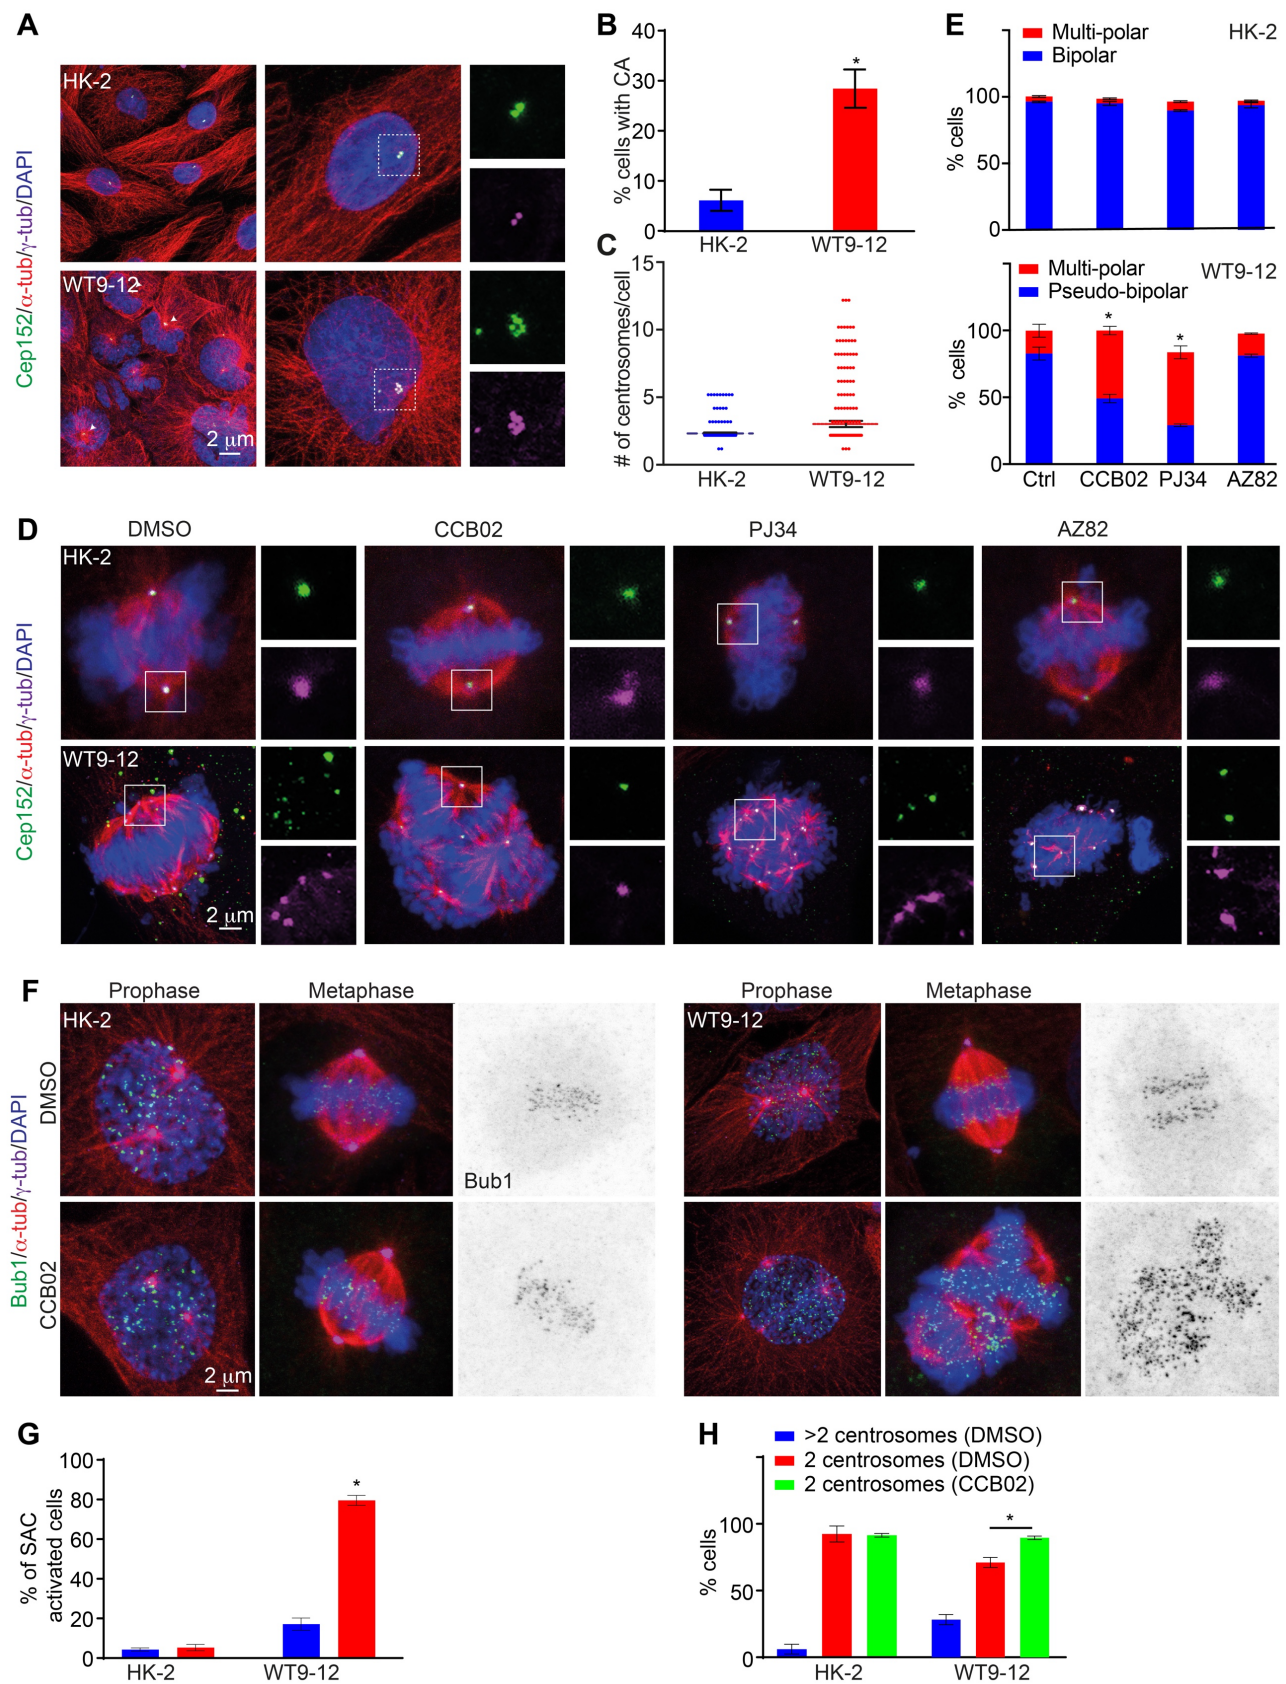 A
HK-2
WT9-12
2 μm
Cep152/α-tub/γ-tub/DAPI
B
40
30
20
10
0
% cells with CA
*
HK-2
WT9-12
C
15
10
5
0
# of centrosomes/cell
HK-2
WT9-12
E
Multi-polar
Bipolar
HK-2
100
50
0
% cells
Multi-polar
Pseudo-bipolar
WT9-12
*
*
100
50
0
% cells
Ctrl CCB02 PJ34 AZ82
D
DMSO CCB02 PJ34 AZ82
HK-2
WT9-12
2 μm
Cep152/α-tub/γ-tub/DAPI
F
Prophase Metaphase Prophase Metaphase
HK-2 WT9-12
DMSO
Bub1
CCB02
2 μm
Bub1/α-tub/γ-tub/DAPI
G
100
80
60
40
20
0
% of SAC
activated cells
*
HK-2 WT9-12
H
>2 centrosomes (DMSO)
2 centrosomes (DMSO)
2 centrosomes (CCB02)
100
50
0
% cells
*
HK-2 WT9-12